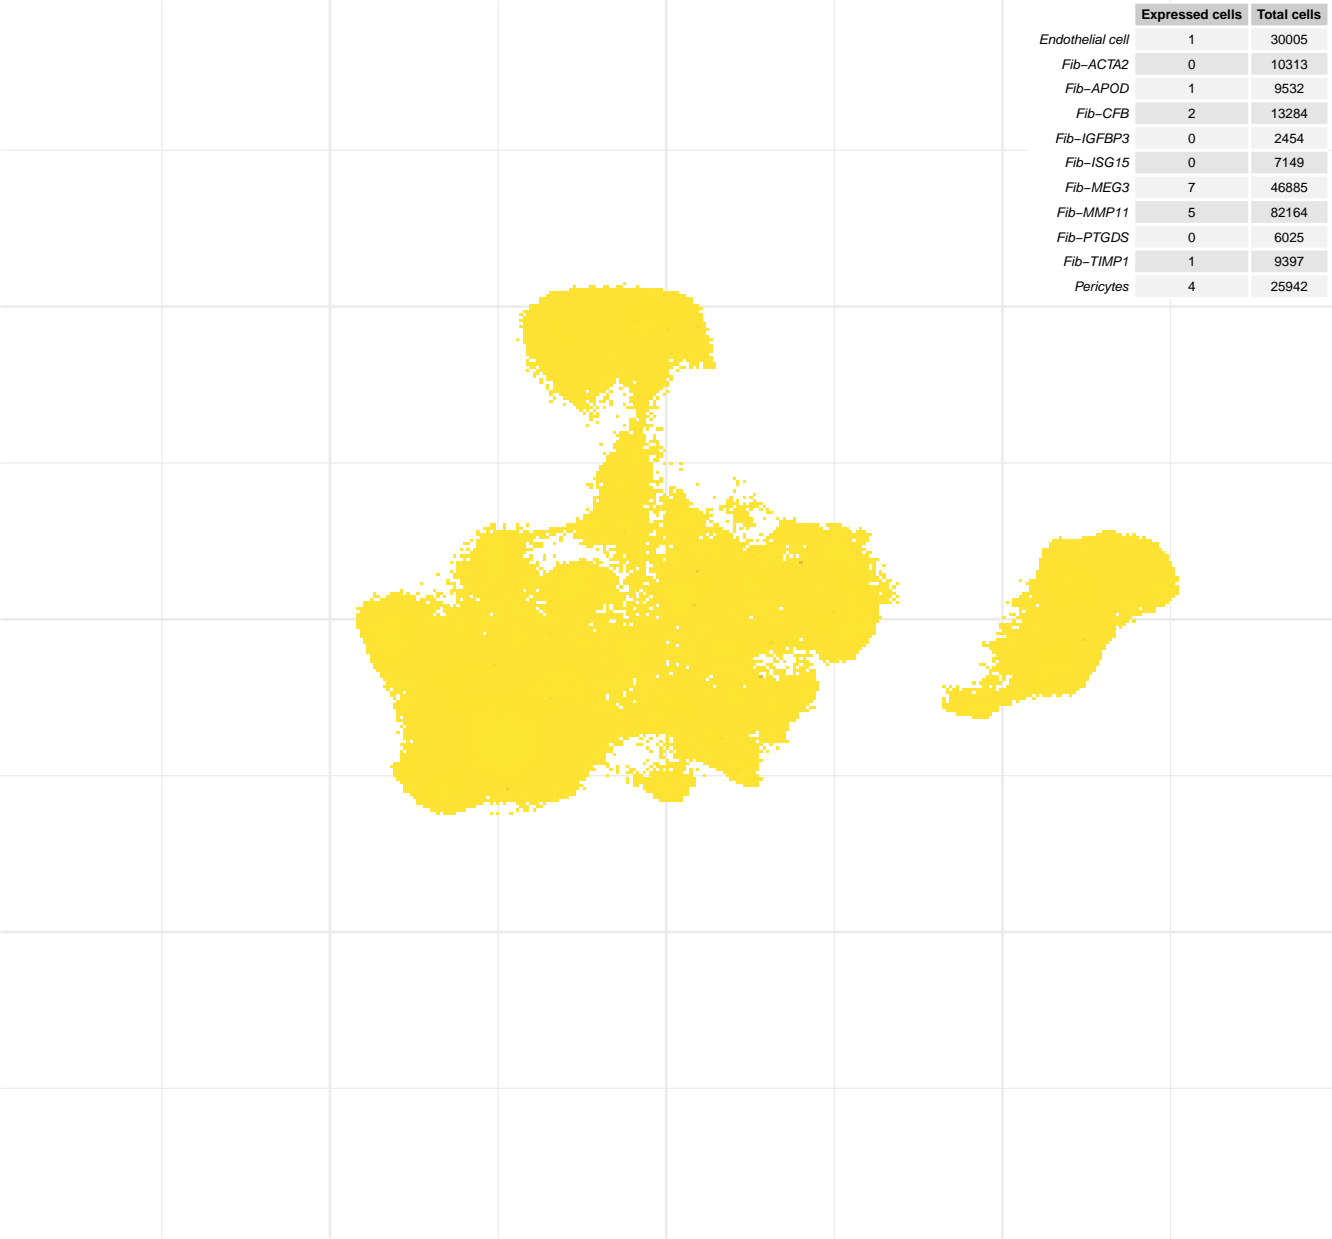 Expressed cells Total cells
Endothelial cell 1 30005
Fib−ACTA2 0 10313
Fib−APOD 1 9532
Fib−CFB 2 13284
Fib−IGFBP3 0 2454
Fib−ISG15 0 7149
Fib−MEG3 7 46885
Fib−MMP11 5 82164
Fib−PTGDS 0 6025
Fib−TIMP1 1 9397
Pericytes 4 25942